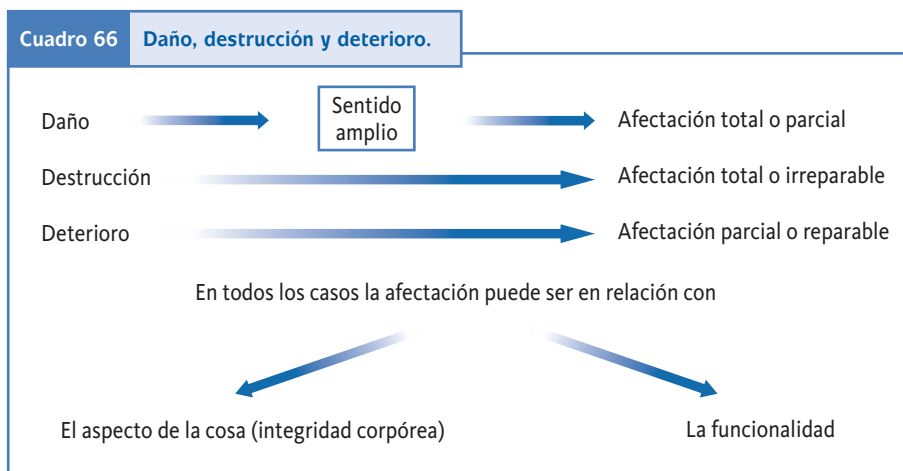 Cuadro 66 Daño, destrucción y deterioro.
Daño Sentido amplio Afectación total o parcial
Destrucción Afectación total o irreparable
Deterioro Afectación parcial o reparable
En todos los casos la afectación puede ser en relación con
El aspecto de la cosa (integridad corpórea) La funcionalidad